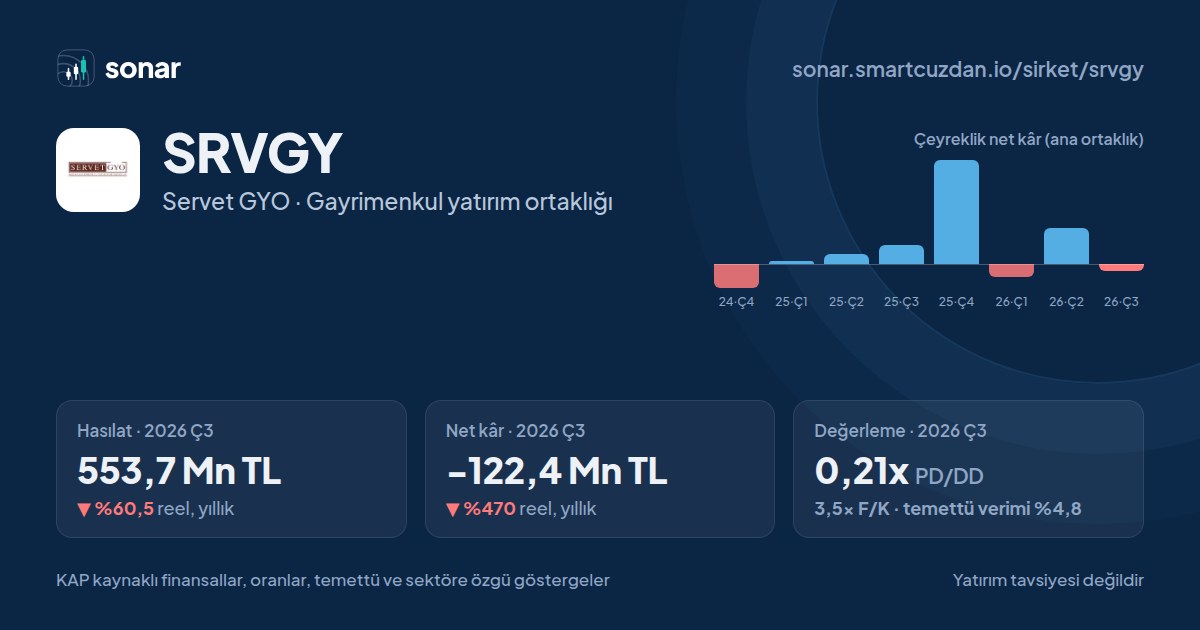 sonar
sonar.smartcuzdan.io/sirket/srvgy
SERVET GYO
SRVGY
Servet GYO · Gayrimenkul yatırım ortaklığı
Çeyreklik net kâr (ana ortaklık)
24-Ç4 25-Ç1 25-Ç2 25-Ç3 25-Ç4 26-Ç1 26-Ç2 26-Ç3
Hasılat · 2026 Ç3
553,7 Mn TL
▼ %60,5 reel, yıllık
Net kâr · 2026 Ç3
−122,4 Mn TL
▼ %470 reel, yıllık
Değerleme · 2026 Ç3
0,21x PD/DD
3,5× F/K · temettü verimi %4,8
KAP kaynaklı finansallar, oranlar, temettü ve sektöre özgü göstergeler
Yatırım tavsiyesi değildir